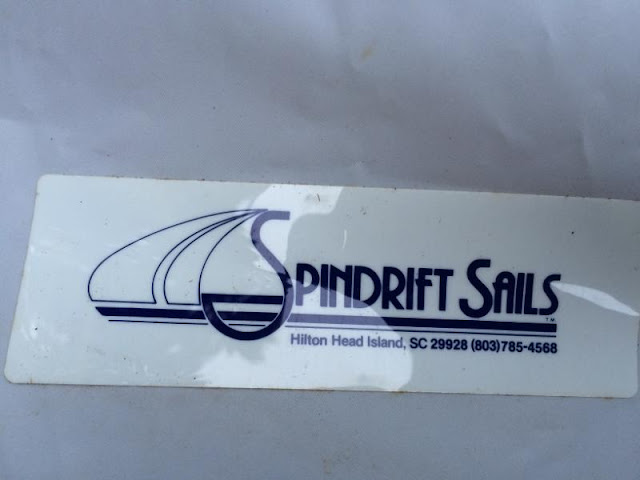 SPINDRIFT SAILS TM
Hilton Head Island, SC 29928 (803)785-4568